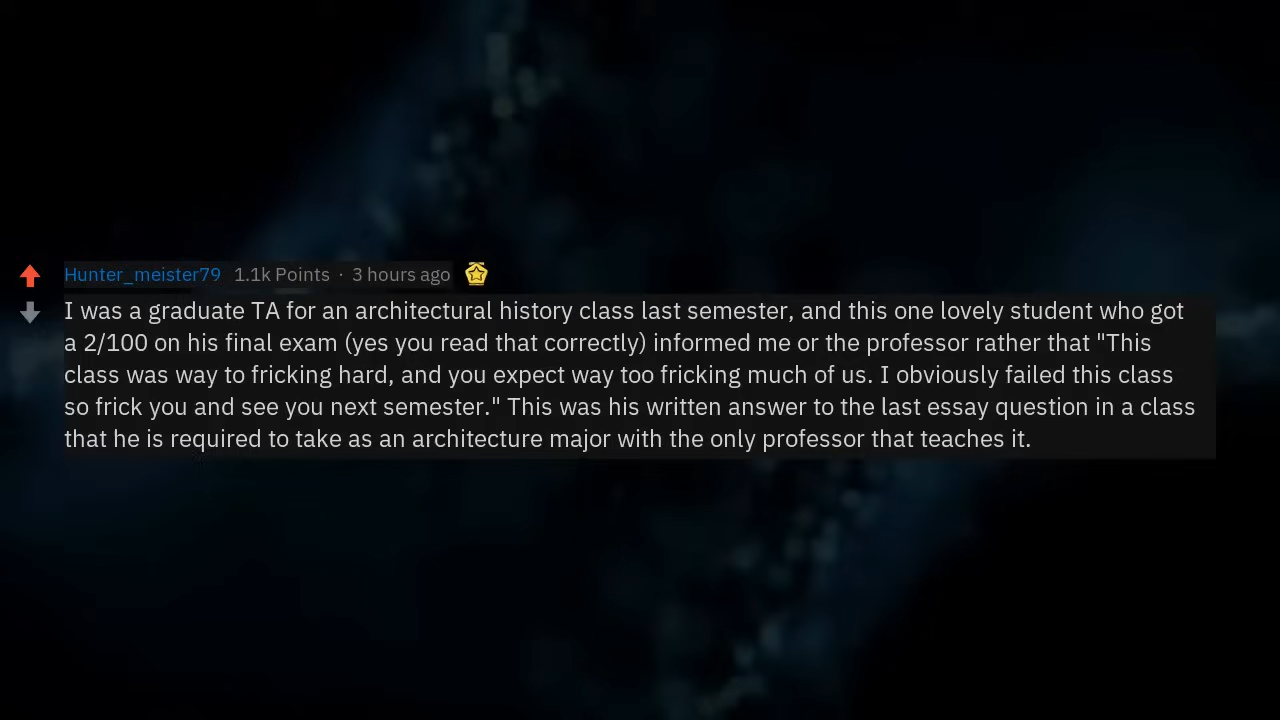 Hunter_meister79 1.1k Points · 3 hours ago
I was a graduate TA for an architectural history class last semester, and this one lovely student who got
a 2/100 on his final exam (yes you read that correctly) informed me or the professor rather that "This
class was way to fricking hard, and you expect way too fricking much of us. I obviously failed this class
so frick you and see you next semester." This was his written answer to the last essay question in a class
that he is required to take as an architecture major with the only professor that teaches it.